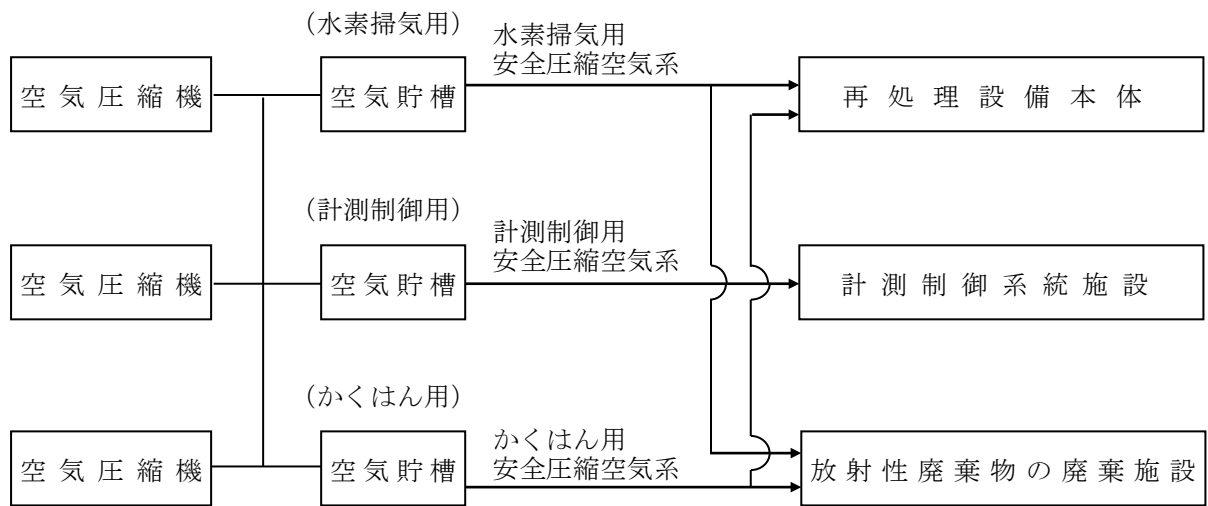 (水素掃気用)
水素掃気用
安全圧縮空気系
空気圧縮機
空気貯槽
再処理設備本体
(計測制御用)
計測制御用
安全圧縮空気系
空気圧縮機
空気貯槽
計測制御系統施設
(かくはん用)
かくはん用
安全圧縮空気系
空気圧縮機
空気貯槽
放射性廃棄物の廃棄施設